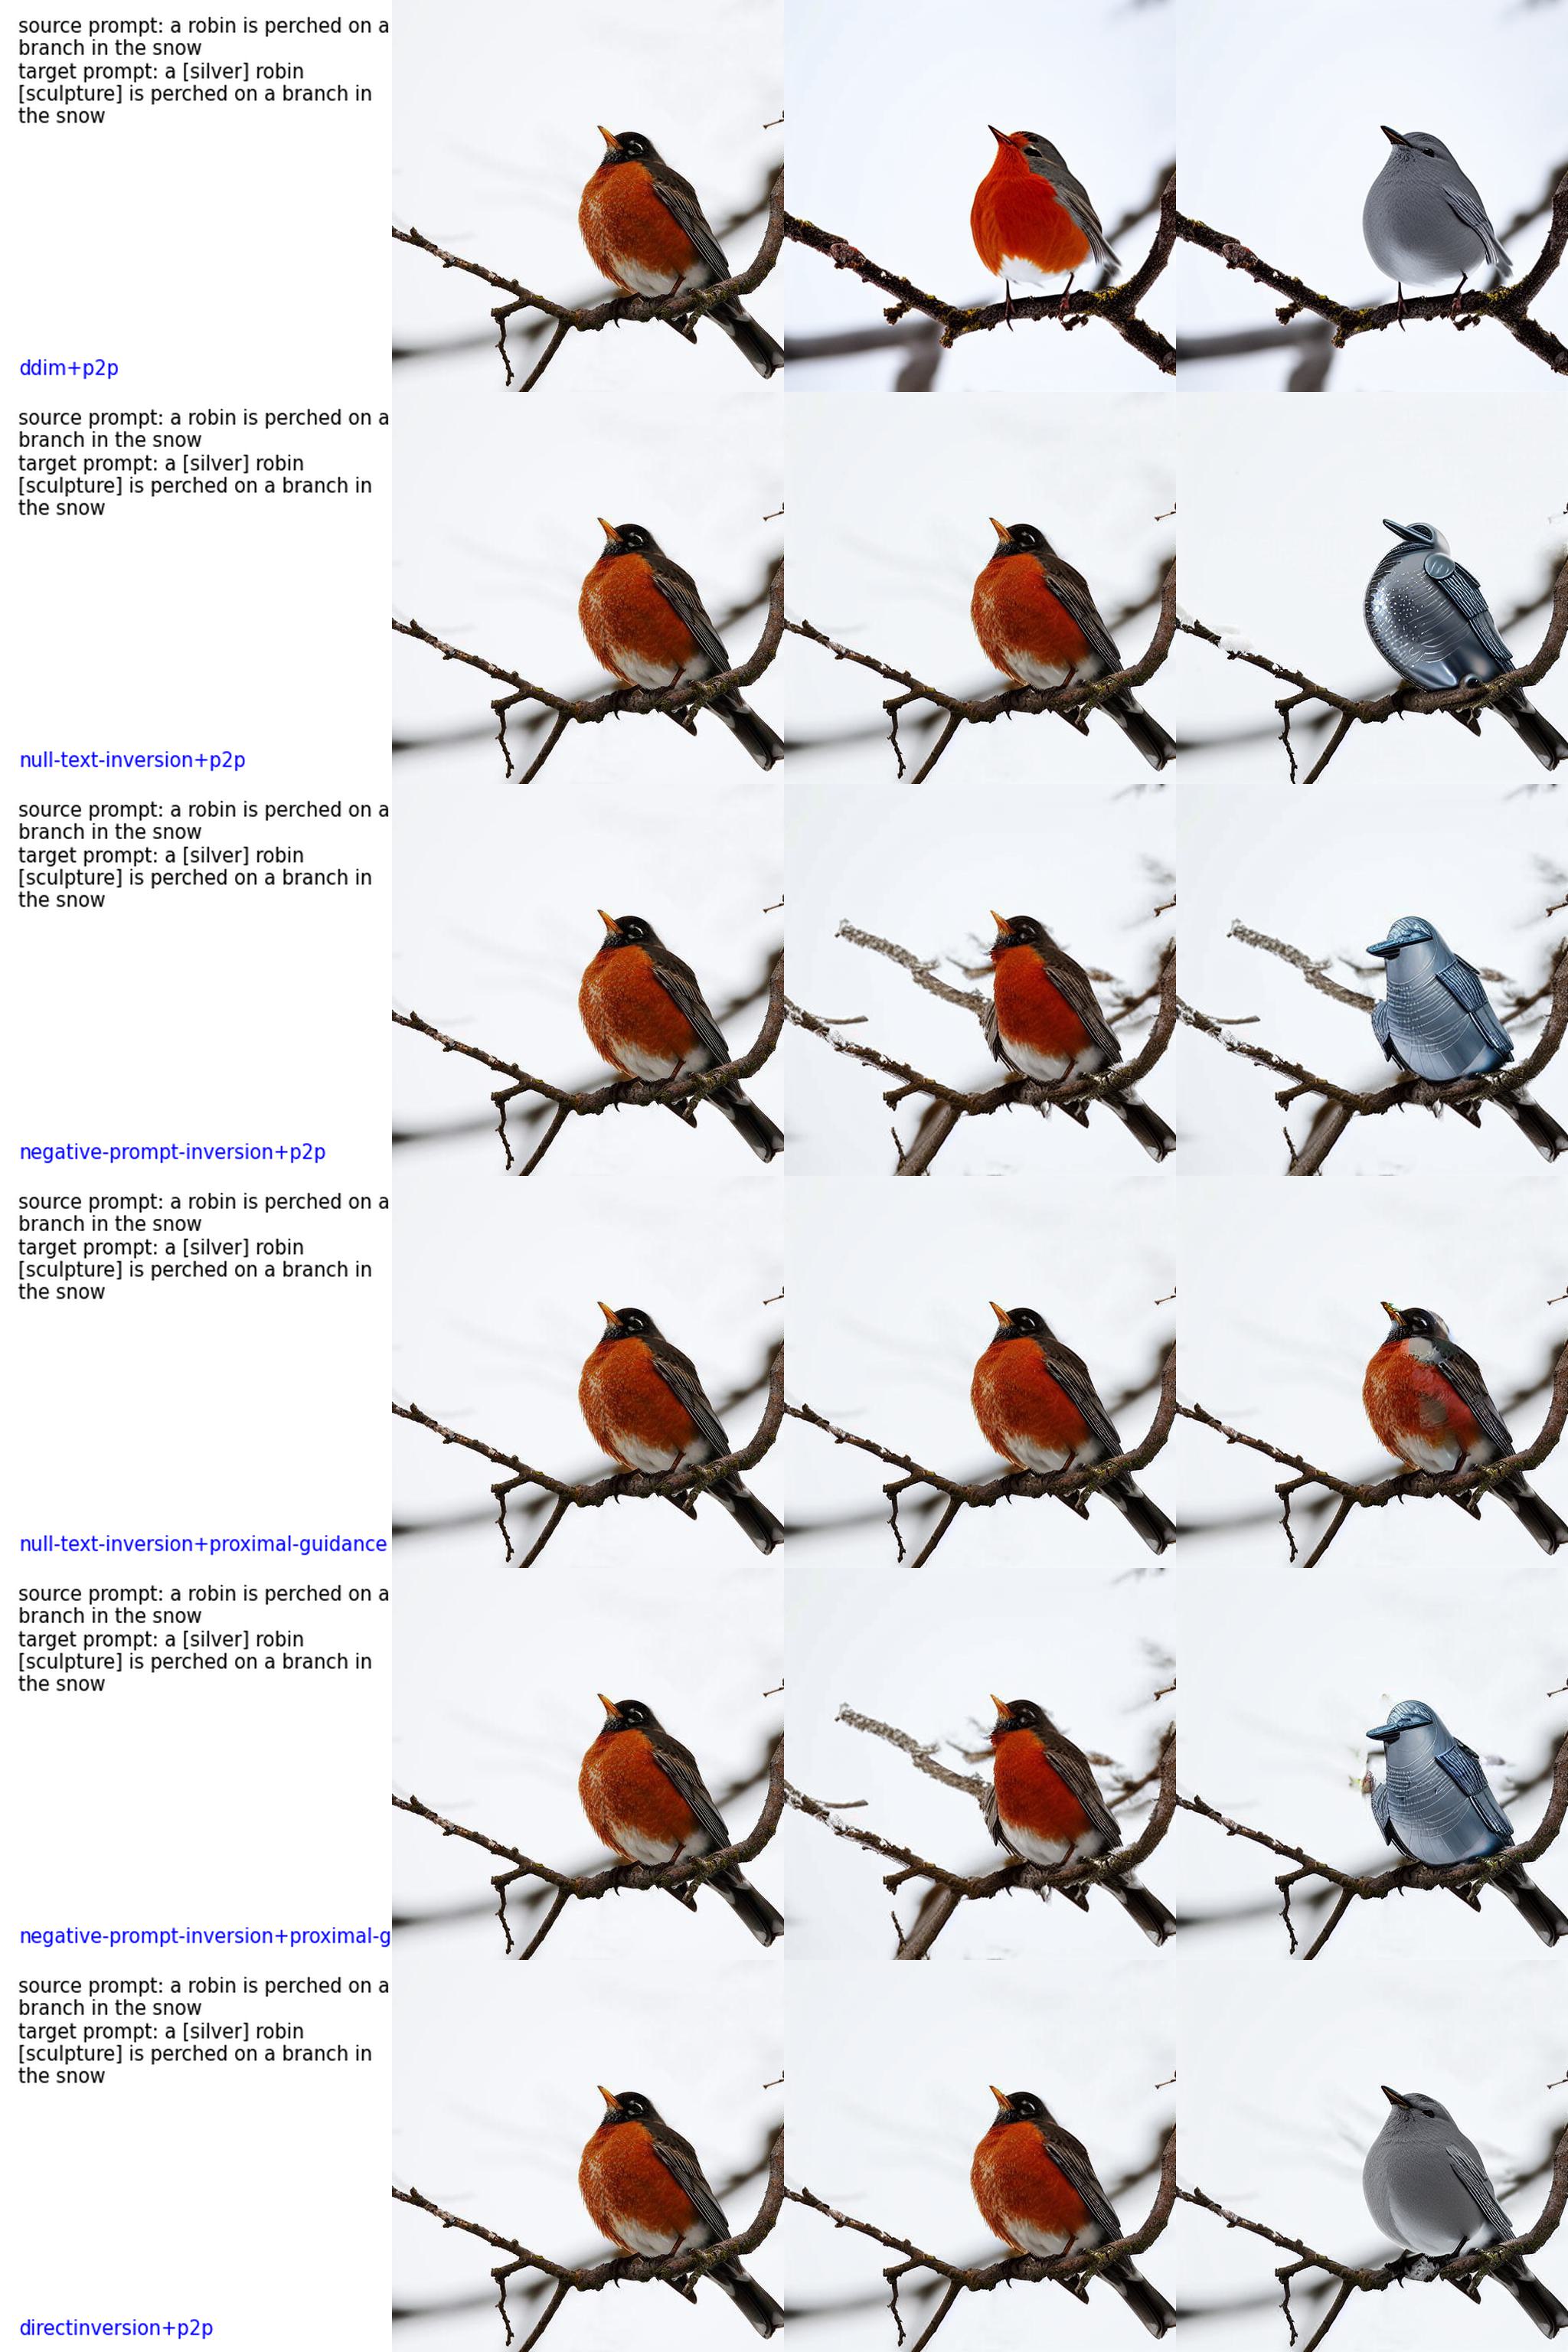 source prompt: a robin is perched on a
branch in the snow
target prompt: a [silver] robin
[sculpture] is perched on a branch in
the snow
ddim+p2p
source prompt: a robin is perched on a
branch in the snow
target prompt: a [silver] robin
[sculpture] is perched on a branch in
the snow
null-text-inversion+p2p
source prompt: a robin is perched on a
branch in the snow
target prompt: a [silver] robin
[sculpture] is perched on a branch in
the snow
negative-prompt-inversion+p2p
source prompt: a robin is perched on a
branch in the snow
target prompt: a [silver] robin
[sculpture] is perched on a branch in
the snow
null-text-inversion+proximal-guidance
source prompt: a robin is perched on a
branch in the snow
target prompt: a [silver] robin
[sculpture] is perched on a branch in
the snow
negative-prompt-inversion+proximal-g
source prompt: a robin is perched on a
branch in the snow
target prompt: a [silver] robin
[sculpture] is perched on a branch in
the snow
directinversion+p2p